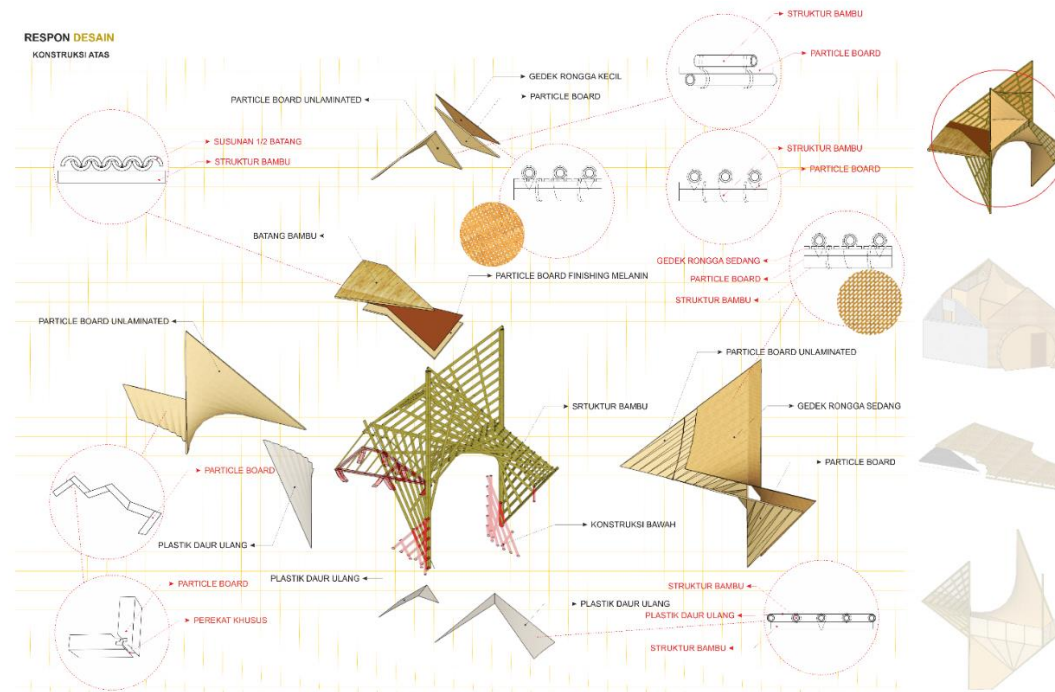 RESPON DESAIN
KONSTRUKSI ATAS
STRUKTUR BAMBU
PARTICLE BOARD
GEDEK RONGGA KECIL
PARTICLE BOARD UNLAMINATED
PARTICLE BOARD
SUSUNAN 1/2 BATANG
STRUKTUR BAMBU
STRUKTUR BAMBU
PARTICLE BOARD
BATANG BAMBU
GEDEK RONGGA SEDANG
PARTICLE BOARD FINISHING MELANIN
PARTICLE BOARD
STRUKTUR BAMBU
PARTICLE BOARD UNLAMINATED
PARTICLE BOARD UNLAMINATED
SRTUKTUR BAMBU
GEDEK RONGGA SEDANG
PARTICLE BOARD
PARTICLE BOARD
KONSTRUKSI BAWAH
PLASTIK DAUR ULANG
PLASTIK DAUR ULANG
PARTICLE BOARD
STRUKTUR BAMBU
PLASTIK DAUR ULANG
PLASTIK DAUR ULANG
PEREKAT KHUSUS
STRUKTUR BAMBU